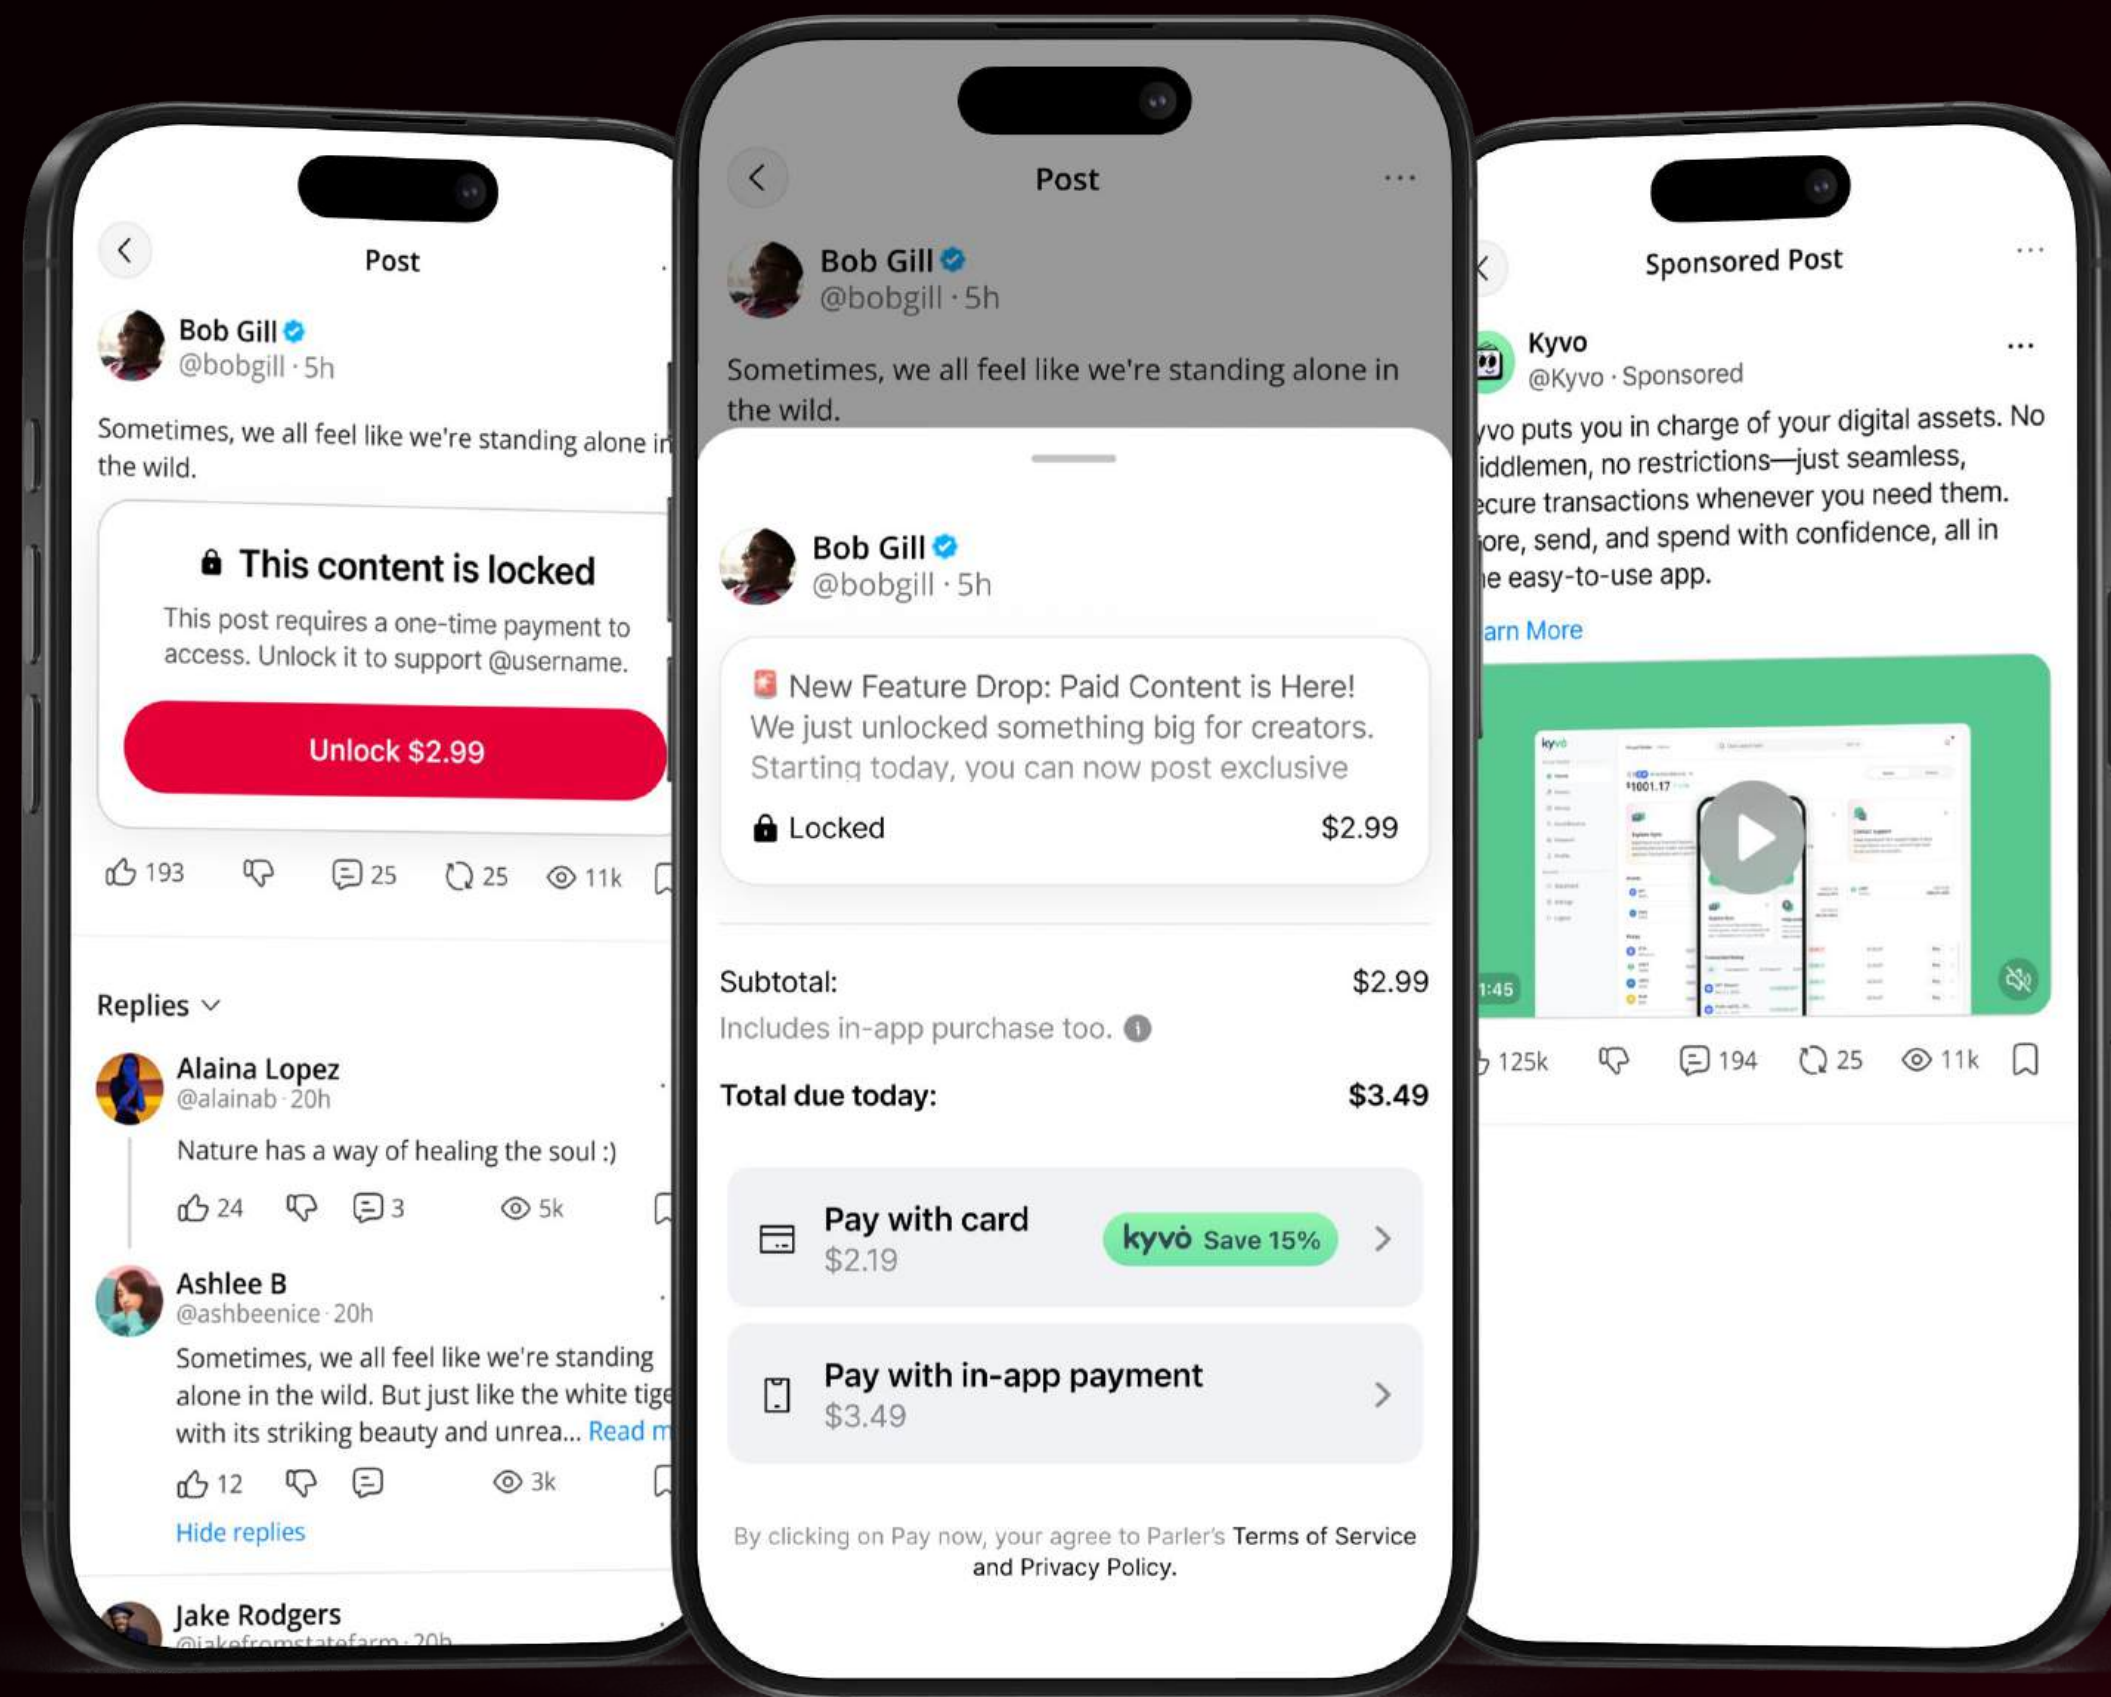 Post
Bob Gill
@bobgill · 5h
Sometimes, we all feel like we're standing alone in
the wild.
This content is locked
This post requires a one-time payment to
access. Unlock it to support @username.
Unlock $2.99
193
25
25
11k
Replies
Alaina Lopez
@alainab · 20h
Nature has a way of healing the soul :)
24
3
5k
Ashlee B
@ashbeenice · 20h
Sometimes, we all feel like we're standing
alone in the wild. But just like the white tige
with its striking beauty and unrea... Read m
12
3k
Hide replies
Jake Rodgers
@jakefromstatefarm · 20h
Post
Bob Gill
@bobgill · 5h
Sometimes, we all feel like we're standing alone in
the wild.
Bob Gill
@bobgill · 5h
🚨 New Feature Drop: Paid Content is Here!
We just unlocked something big for creators.
Starting today, you can now post exclusive
Locked $2.99
Subtotal: $2.99
Includes in-app purchase too.
Total due today: $3.49
Pay with card
$2.19
kyvo Save 15%
Pay with in-app payment
$3.49
By clicking on Pay now, your agree to Parler's Terms of Service
and Privacy Policy.
Sponsored Post
Kyvo
@Kyvo · Sponsored
yvo puts you in charge of your digital assets. No
iddlemen, no restrictions—just seamless,
ecure transactions whenever you need them.
ore, send, and spend with confidence, all in
e easy-to-use app.
arn More
kyvo
$1001.17
1:45
125k
194
25
11k